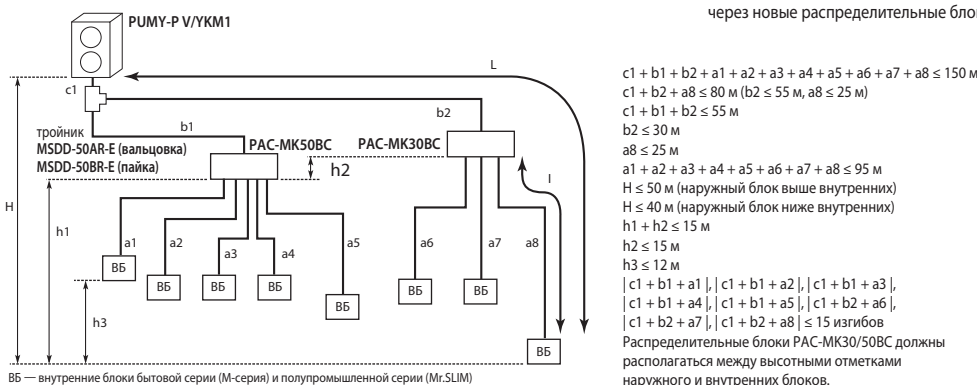 через новые распределительные блок
PUMY-P V/YKM1
L
c1
b2
b1
тройник
MSDD-50AR-E (вальцовка)
MSDD-50BR-E (пайка)
PAC-MK50BC
PAC-MK30BC
h2
I
H
h1
a1
a2
a3
a4
a5
a6
a7
a8
ВБ
ВБ
ВБ
ВБ
ВБ
ВБ
ВБ
ВБ
h3
ВБ — внутренние блоки бытовой серии (М-серия) и полупромышленной серии (Mr.SLIM)
c1 + b1 + b2 + a1 + a2 + a3 + a4 + a5 + a6 + a7 + a8 ≤ 150 м
c1 + b2 + a8 ≤ 80 м (b2 ≤ 55 м, a8 ≤ 25 м)
c1 + b1 + b2 ≤ 55 м
b2 ≤ 30 м
a8 ≤ 25 м
a1 + a2 + a3 + a4 + a5 + a6 + a7 + a8 ≤ 95 м
H ≤ 50 м (наружный блок выше внутренних)
H ≤ 40 м (наружный блок ниже внутренних)
h1 + h2 ≤ 15 м
h2 ≤ 15 м
h3 ≤ 12 м
| c1 + b1 + a1 |, | c1 + b1 + a2 |, | c1 + b1 + a3 |,
| c1 + b1 + a4 |, | c1 + b1 + a5 |, | c1 + b2 + a6 |,
| c1 + b2 + a7 |, | c1 + b2 + a8 | ≤ 15 изгибов
Распределительные блоки PAC-MK30/50BC должны
располагаться между высотными отметками
наружного и внутренних блоков.